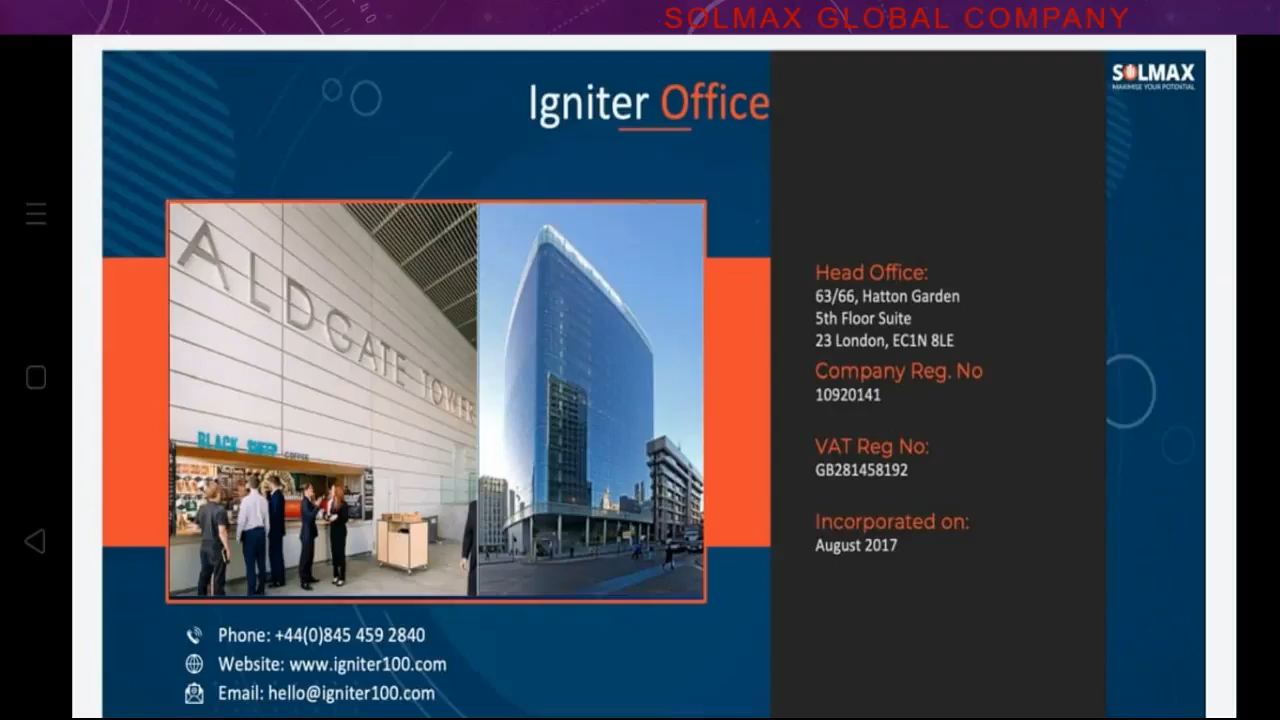 SOLMAX GLOBAL COMPANY
SOLMAX
MAXIMISE YOUR POTENTIAL
Igniter Office
ALDGATE TOWER
BLACK SHEEP COFFEE
Head Office:
63/66, Hatton Garden
5th Floor Suite
23 London, EC1N 8LE
Company Reg. No
10920141
VAT Reg No:
GB281458192
Incorporated on:
August 2017
Phone: +44(0)845 459 2840
Website: www.igniter100.com
Email: hello@igniter100.com